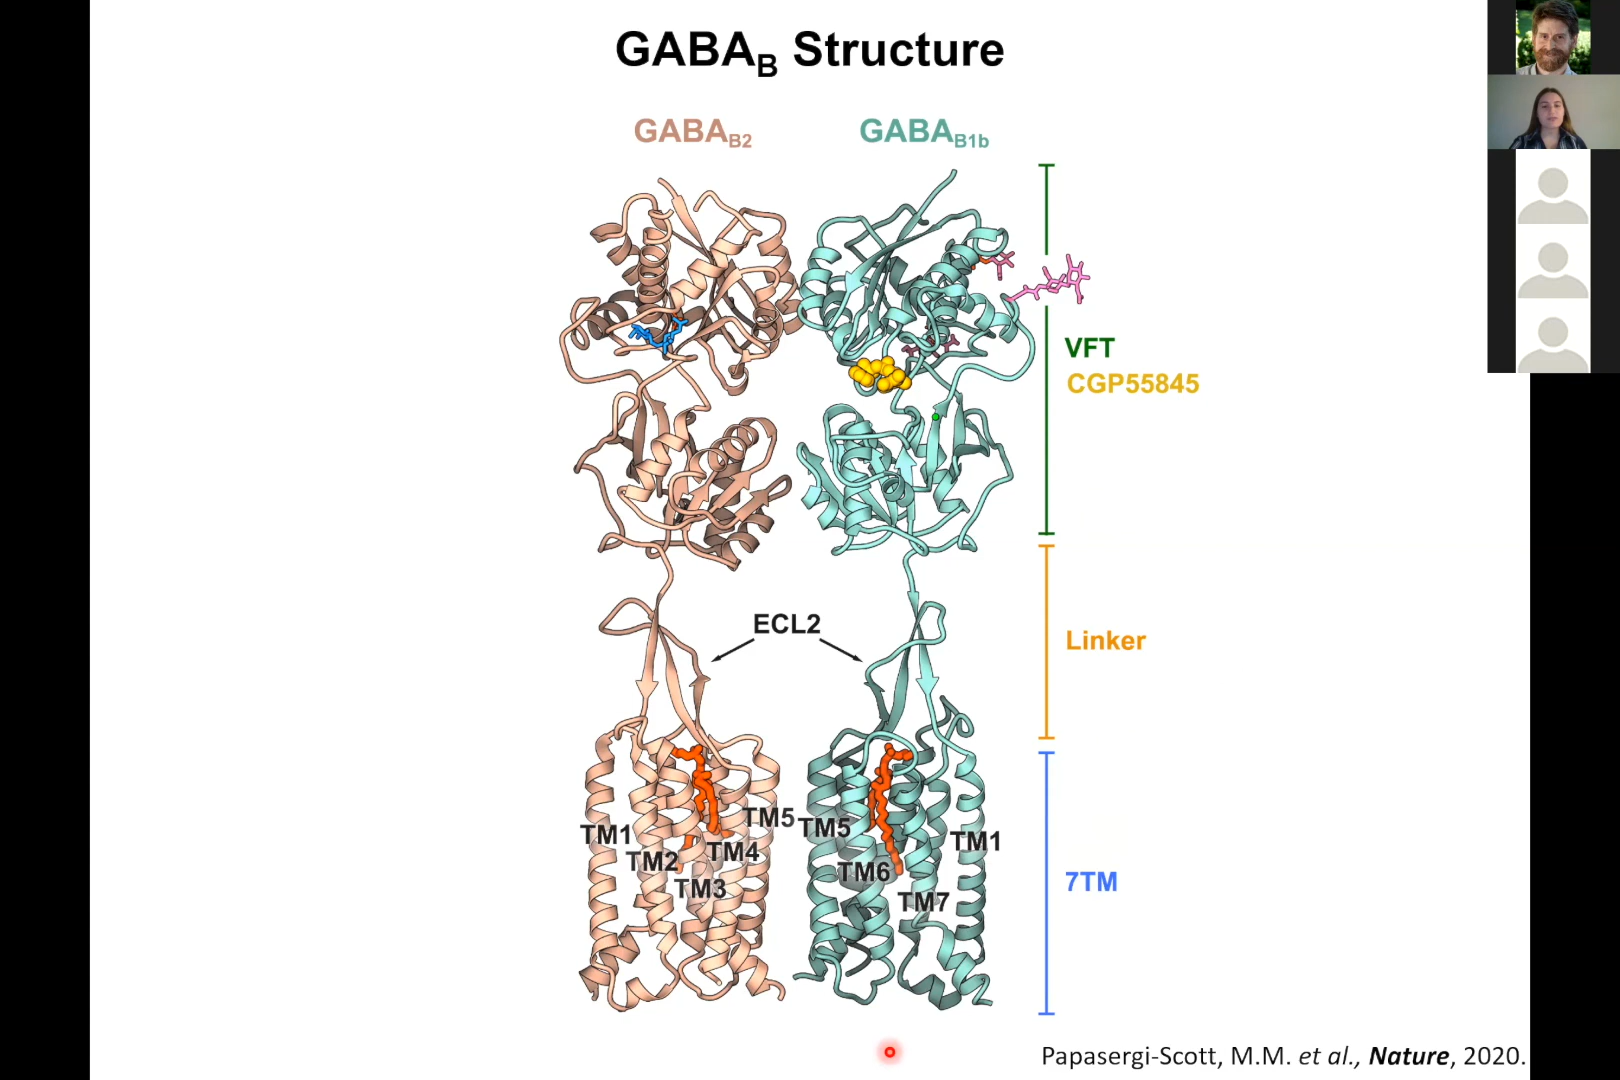 GABAB Structure
GABAB2
GABAB1b
VFT
CGP55845
ECL2
Linker
TM1
TM2
TM3
TM4
TM5
TM5
TM6
TM7
TM1
7TM
Papasergi-Scott, M.M. et al., Nature, 2020.